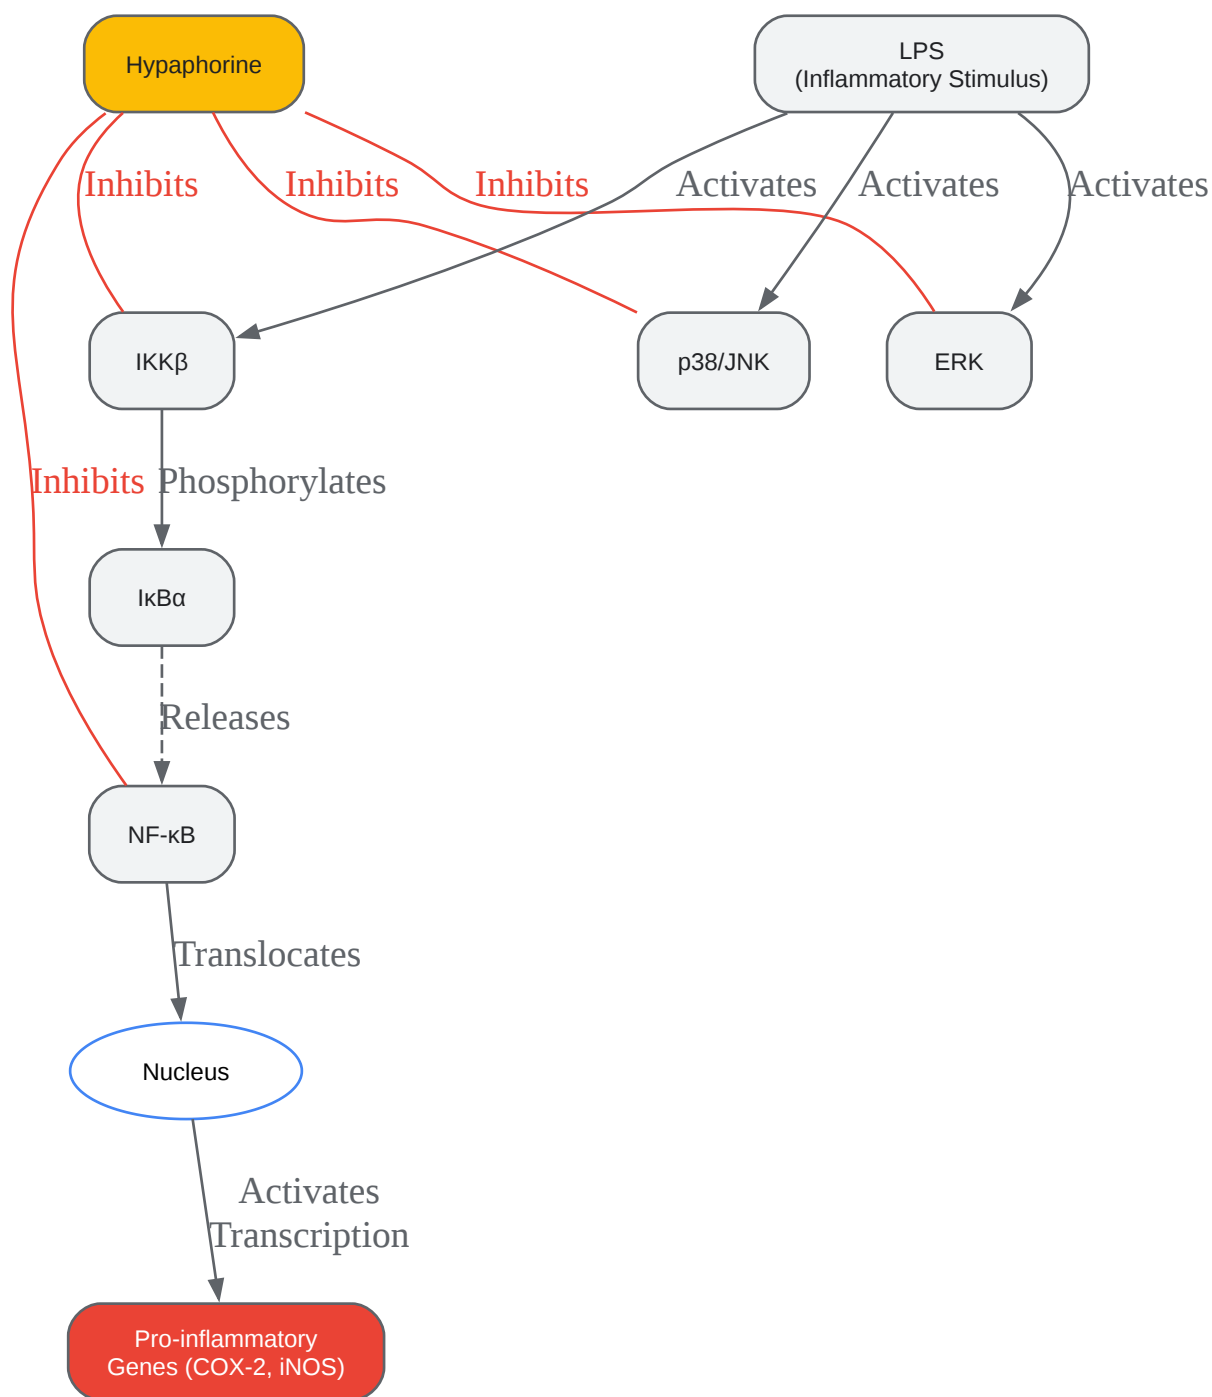 Hypaphorine
LPS
(Inflammatory Stimulus)
Inhibits
Inhibits
Inhibits
Activates
Activates
Activates
IKKβ
p38/JNK
ERK
Inhibits
Phosphorylates
IκBα
Releases
NF-κB
Translocates
Nucleus
Activates
Transcription
Pro-inflammatory
Genes (COX-2, iNOS)